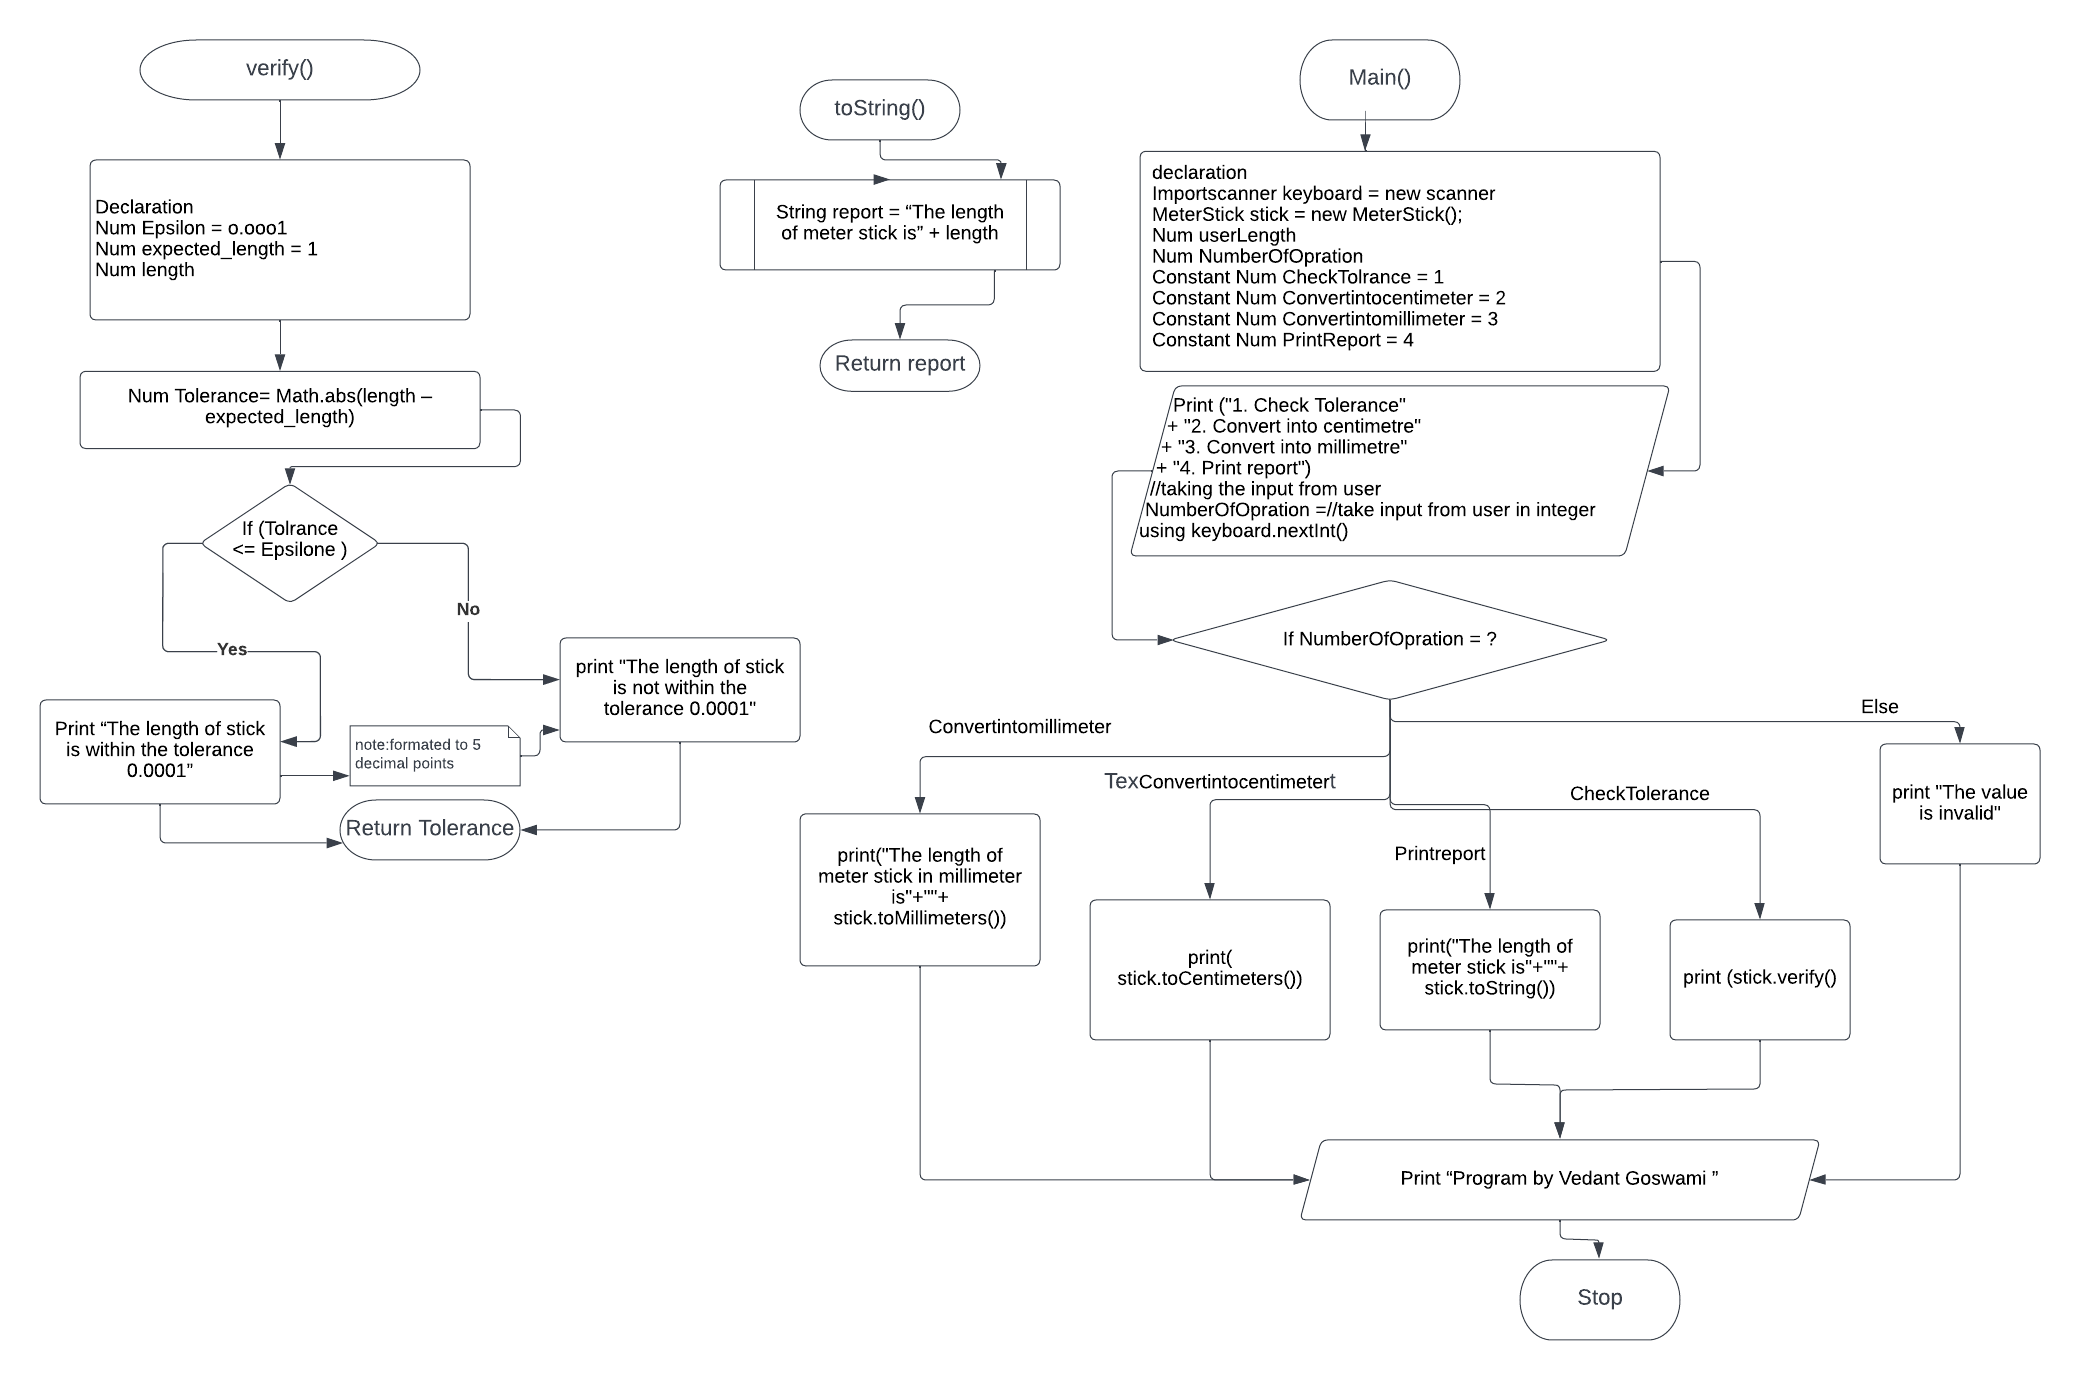 verify()
Declaration
Num Epsilon = o.ooo1
Num expected_length = 1
Num length
Num Tolerance= Math.abs(length –
expected_length)
If (Tolrance
<= Epsilone )
Yes
No
Print “The length of stick
is within the tolerance
0.0001”
note:formated to 5
decimal points
print "The length of stick
is not within the
tolerance 0.0001"
Return Tolerance
toString()
String report = “The length
of meter stick is” + length
Return report
Main()
declaration
Importscanner keyboard = new scanner
MeterStick stick = new MeterStick();
Num userLength
Num NumberOfOpration
Constant Num CheckTolrance = 1
Constant Num Convertintocentimeter = 2
Constant Num Convertintomillimeter = 3
Constant Num PrintReport = 4
Print ("1. Check Tolerance"
+ "2. Convert into centimetre"
+ "3. Convert into millimetre"
+ "4. Print report")
//taking the input from user
NumberOfOpration =//take input from user in integer
using keyboard.nextInt()
If NumberOfOpration = ?
Convertintomillimeter
TexConvertintocentimetert
Printreport
CheckTolerance
Else
print("The length of
meter stick in millimeter
is"+""+
stick.toMillimeters())
print(
stick.toCentimeters())
print("The length of
meter stick is"+""+
stick.toString())
print (stick.verify()
print "The value
is invalid"
Print “Program by Vedant Goswami ”
Stop